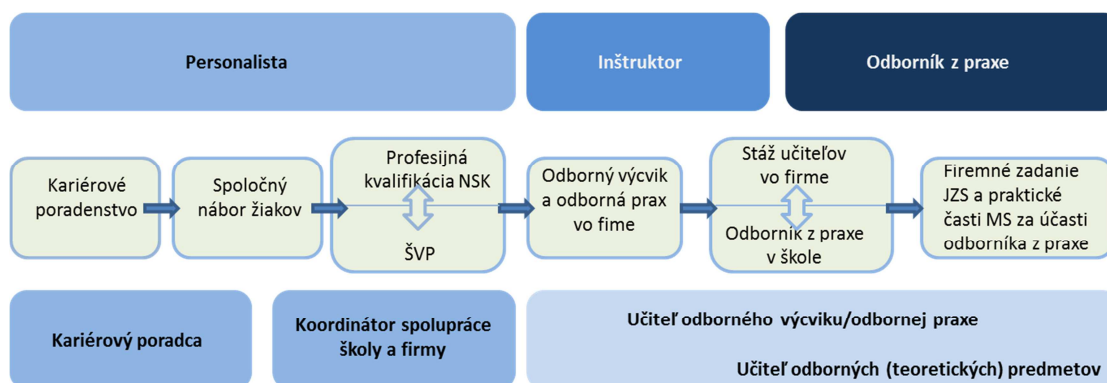 Personalista
Inštruktor
Odborník z praxe
Kariérové
poradenstvo
Spoločný
nábor žiakov
Profesijná
kvalifikácia NSK
ŠVP
Odborný výcvik
a odborná prax
vo fime
Stáž učiteľov
vo firme
Odborník z praxe
v škole
Firemné zadanie
JZS a praktické
časti MS za účasti
odborníka z praxe
Kariérový poradca
Koordinátor spolupráce
školy a firmy
Učiteľ odborného výcviku/odbornej praxe
Učiteľ odborných (teoretických) predmetov